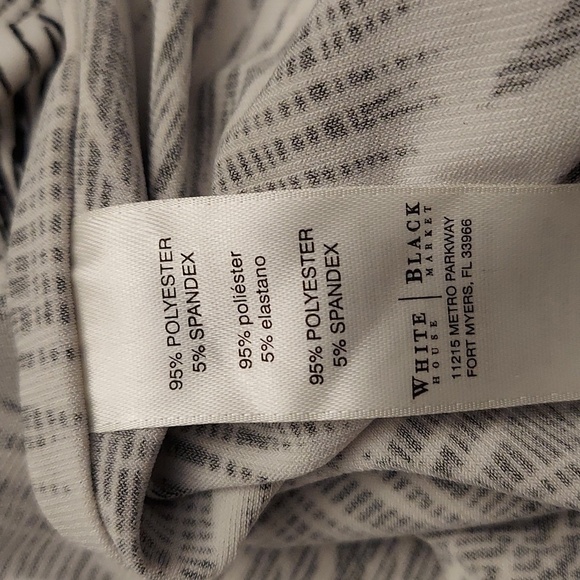 95% POLYESTER
5% SPANDEX
95% poliéster
5% elastano
95% POLYESTER
5% SPANDEX
WHITE | BLACK
HOUSE | MARKET
11215 METRO PARKWAY
FORT MYERS, FL 33966